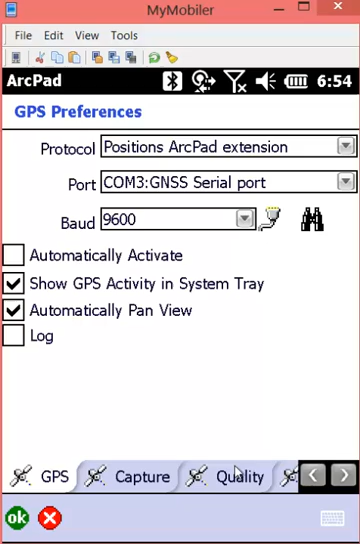 MyMobiler
File Edit View Tools
ArcPad 6:54
GPS Preferences
Protocol Positions ArcPad extension
Port COM3:GNSS Serial port
Baud 9600
Automatically Activate
Show GPS Activity in System Tray
Automatically Pan View
Log
GPS Capture Quality
ok